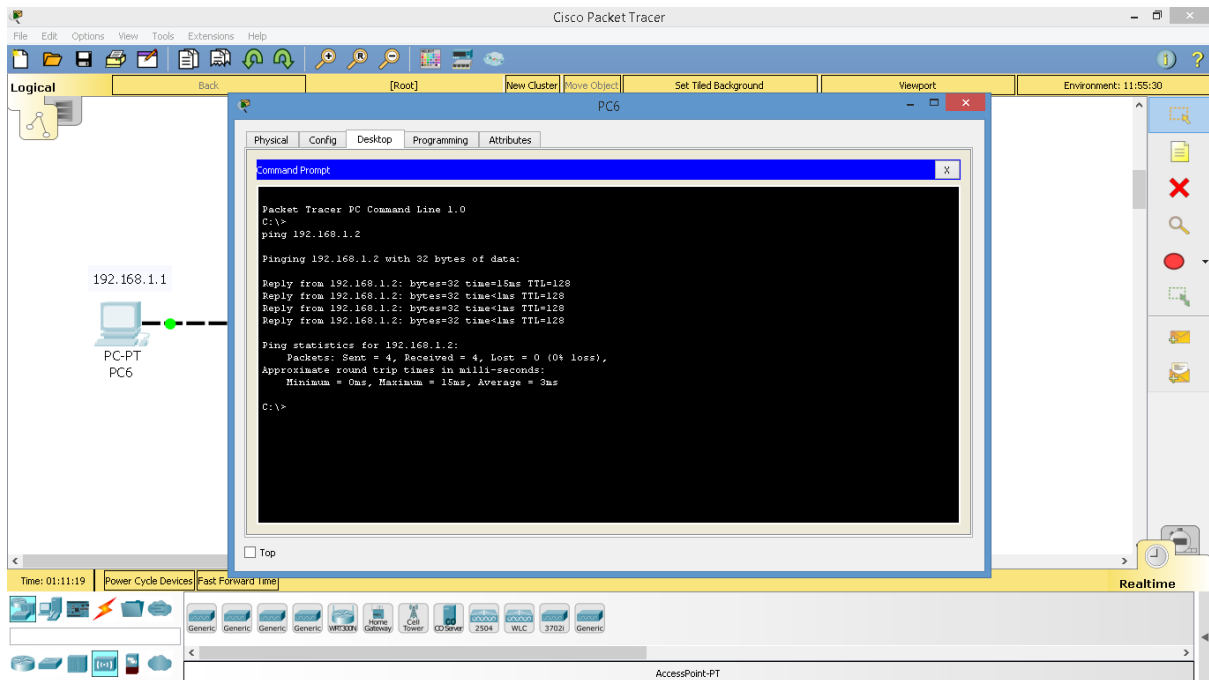 Cisco Packet Tracer
File Edit Options View Tools Extensions Help
Logical Back [Root] New Cluster Move Object Set Tiled Background Viewport Environment: 11:55:30
PC6
Physical Config Desktop Programming Attributes
Command Prompt X
Packet Tracer PC Command Line 1.0
C:\>
ping 192.168.1.2
Pinging 192.168.1.2 with 32 bytes of data:
Reply from 192.168.1.2: bytes=32 time=15ms TTL=128
Reply from 192.168.1.2: bytes=32 time<1ms TTL=128
Reply from 192.168.1.2: bytes=32 time<1ms TTL=128
Reply from 192.168.1.2: bytes=32 time<1ms TTL=128
Ping statistics for 192.168.1.2:
Packets: Sent = 4, Received = 4, Lost = 0 (0% loss),
Approximate round trip times in milli-seconds:
Minimum = 0ms, Maximum = 15ms, Average = 3ms
C:\>
192.168.1.1
PC-PT
PC6
Top
Time: 01:11:19 Power Cycle Devices Fast Forward Time Realtime
Generic Generic Generic Generic WRT300N Home Gateway Cell Tower CO Server 2504 WLC 3702i Generic
AccessPoint-PT